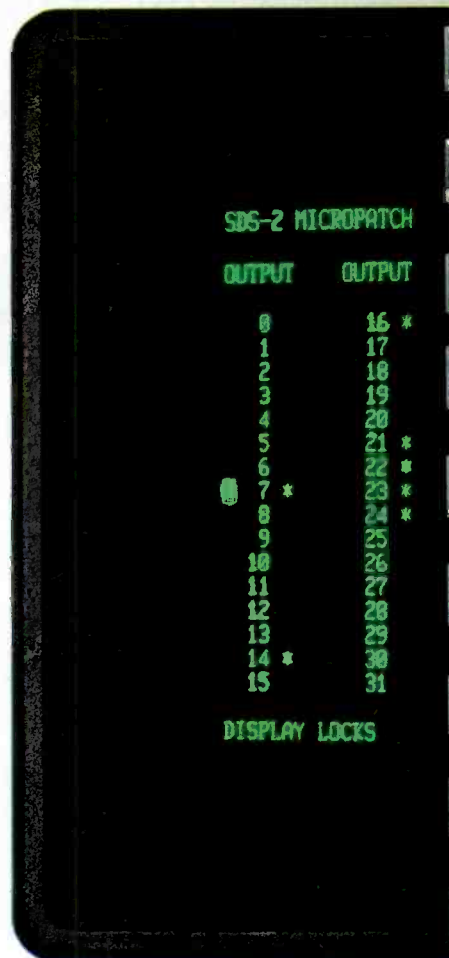 SDS-2 MICROPATCH
OUTPUT OUTPUT
0 16 *
1 17
2 18
3 19
4 20
5 21 *
6 22 *
7 * 23 *
8 24 *
9 25
10 26
11 27
12 28
13 29
14 * 30
15 31
DISPLAY LOCKS